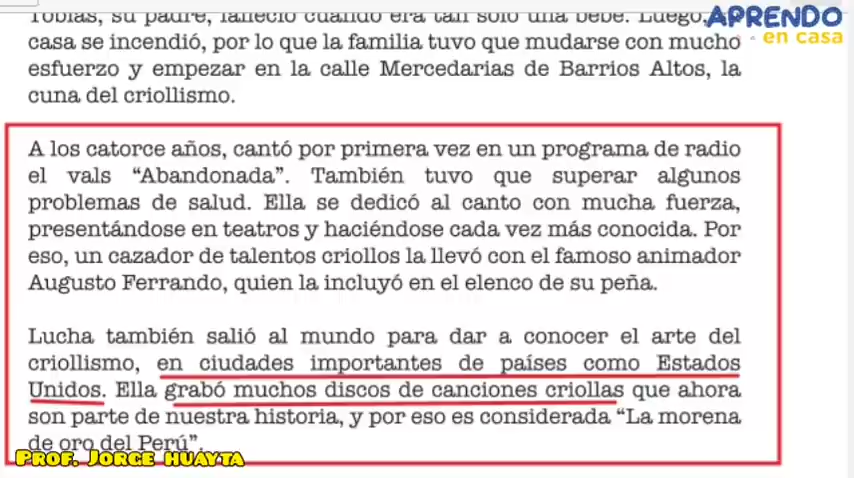 Tobías, su padre, falleció cuando era tan solo una bebé. Luego,
APRENDO
en casa
casa se incendió, por lo que la familia tuvo que mudarse con mucho
esfuerzo y empezar en la calle Mercedarias de Barrios Altos, la
cuna del criollismo.
A los catorce años, cantó por primera vez en un programa de radio
el vals “Abandonada”. También tuvo que superar algunos
problemas de salud. Ella se dedicó al canto con mucha fuerza,
presentándose en teatros y haciéndose cada vez más conocida. Por
eso, un cazador de talentos criollos la llevó con el famoso animador
Augusto Ferrando, quien la incluyó en el elenco de su peña.
Lucha también salió al mundo para dar a conocer el arte del
criollismo, en ciudades importantes de países como Estados
Unidos. Ella grabó muchos discos de canciones criollas que ahora
son parte de nuestra historia, y por eso es considerada “La morena
de oro del Perú”.
Prof. Jorge huayta